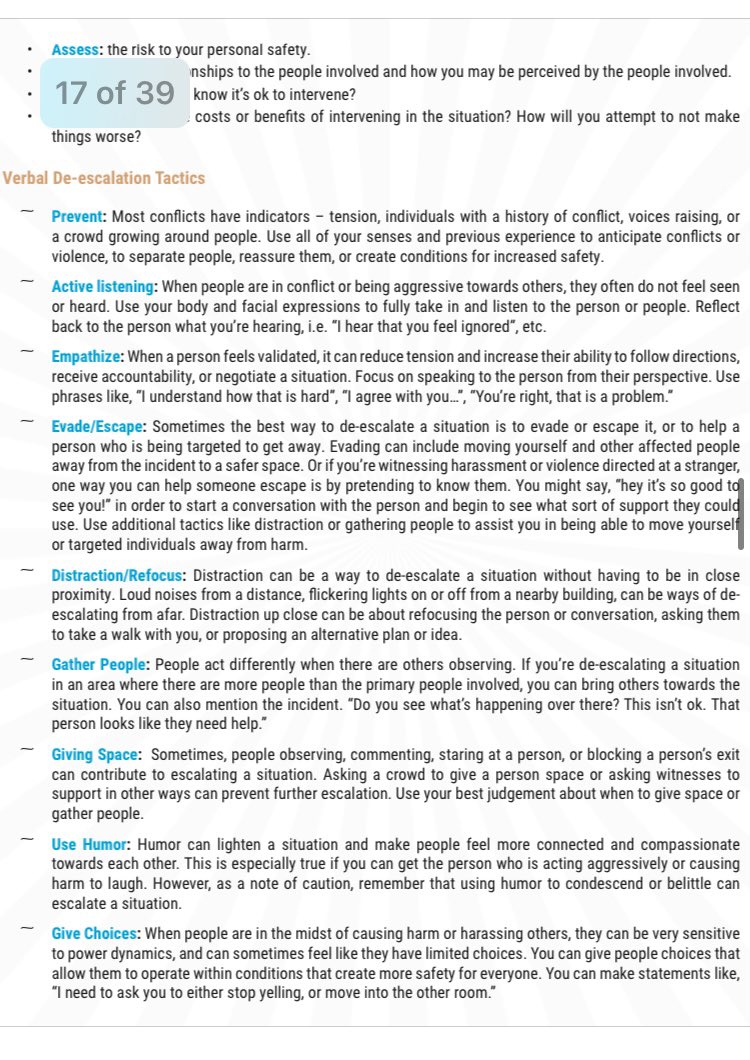 • Assess: the risk to your personal safety.
• nships to the people involved and how you may be perceived by the people involved.
17 of 39
• know it's ok to intervene?
• costs or benefits of intervening in the situation? How will you attempt to not make
things worse?
Verbal De-escalation Tactics
~ Prevent: Most conflicts have indicators – tension, individuals with a history of conflict, voices raising, or
a crowd growing around people. Use all of your senses and previous experience to anticipate conflicts or
violence, to separate people, reassure them, or create conditions for increased safety.
~ Active listening: When people are in conflict or being aggressive towards others, they often do not feel seen
or heard. Use your body and facial expressions to fully take in and listen to the person or people. Reflect
back to the person what you're hearing, i.e. "I hear that you feel ignored", etc.
~ Empathize: When a person feels validated, it can reduce tension and increase their ability to follow directions,
receive accountability, or negotiate a situation. Focus on speaking to the person from their perspective. Use
phrases like, "I understand how that is hard", "I agree with you…", "You're right, that is a problem."
~ Evade/Escape: Sometimes the best way to de-escalate a situation is to evade or escape it, or to help a
person who is being targeted to get away. Evading can include moving yourself and other affected people
away from the incident to a safer space. Or if you're witnessing harassment or violence directed at a stranger,
one way you can help someone escape is by pretending to know them. You might say, "hey it's so good to
see you!" in order to start a conversation with the person and begin to see what sort of support they could
use. Use additional tactics like distraction or gathering people to assist you in being able to move yourself
or targeted individuals away from harm.
~ Distraction/Refocus: Distraction can be a way to de-escalate a situation without having to be in close
proximity. Loud noises from a distance, flickering lights on or off from a nearby building, can be ways of de-
escalating from afar. Distraction up close can be about refocusing the person or conversation, asking them
to take a walk with you, or proposing an alternative plan or idea.
~ Gather People: People act differently when there are others observing. If you're de-escalating a situation
in an area where there are more people than the primary people involved, you can bring others towards the
situation. You can also mention the incident. "Do you see what's happening over there? This isn't ok. That
person looks like they need help."
~ Giving Space: Sometimes, people observing, commenting, staring at a person, or blocking a person's exit
can contribute to escalating a situation. Asking a crowd to give a person space or asking witnesses to
support in other ways can prevent further escalation. Use your best judgement about when to give space or
gather people.
~ Use Humor: Humor can lighten a situation and make people feel more connected and compassionate
towards each other. This is especially true if you can get the person who is acting aggressively or causing
harm to laugh. However, as a note of caution, remember that using humor to condescend or belittle can
escalate a situation.
~ Give Choices: When people are in the midst of causing harm or harassing others, they can be very sensitive
to power dynamics, and can sometimes feel like they have limited choices. You can give people choices that
allow them to operate within conditions that create more safety for everyone. You can make statements like,
"I need to ask you to either stop yelling, or move into the other room."